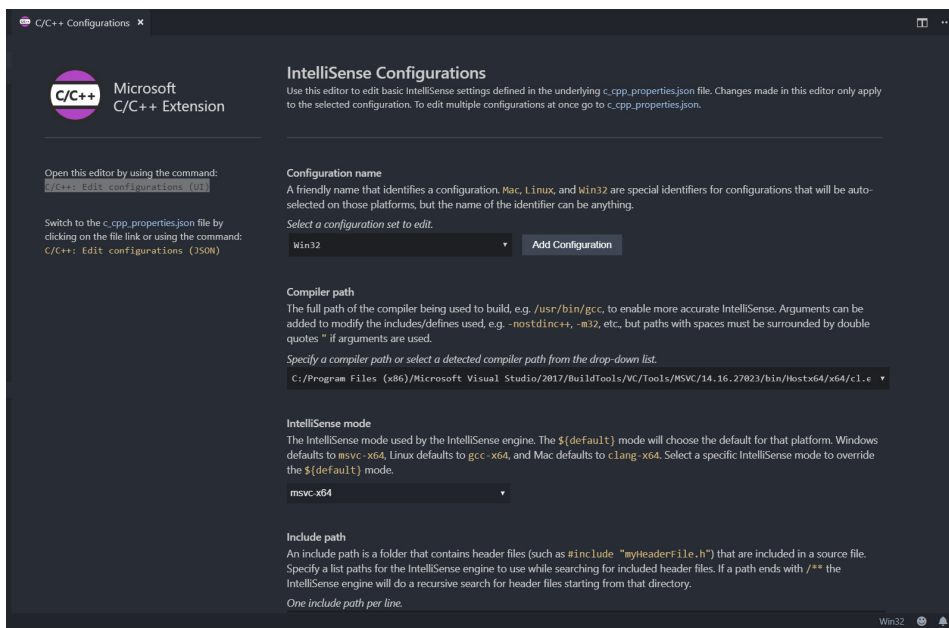 C/C++ Configurations ×
C/C++
Microsoft
C/C++ Extension
Open this editor by using the command:
C/C++: Edit configurations (UI)
Switch to the c_cpp_properties.json file by
clicking on the file link or using the command:
C/C++: Edit configurations (JSON)
IntelliSense Configurations
Use this editor to edit basic IntelliSense settings defined in the underlying c_cpp_properties.json file. Changes made in this editor only apply
to the selected configuration. To edit multiple configurations at once go to c_cpp_properties.json.
Configuration name
A friendly name that identifies a configuration. Mac, Linux, and Win32 are special identifiers for configurations that will be auto-
selected on those platforms, but the name of the identifier can be anything.
Select a configuration set to edit.
Win32
Add Configuration
Compiler path
The full path of the compiler being used to build, e.g. /usr/bin/gcc, to enable more accurate IntelliSense. Arguments can be
added to modify the includes/defines used, e.g. -nostdinc++, -m32, etc., but paths with spaces must be surrounded by double
quotes " if arguments are used.
Specify a compiler path or select a detected compiler path from the drop-down list.
C:/Program Files (x86)/Microsoft Visual Studio/2017/BuildTools/VC/Tools/MSVC/14.16.27023/bin/Hostx64/x64/cl.e
IntelliSense mode
The IntelliSense mode used by the IntelliSense engine. The ${default} mode will choose the default for that platform. Windows
defaults to msvc-x64, Linux defaults to gcc-x64, and Mac defaults to clang-x64. Select a specific IntelliSense mode to override
the ${default} mode.
msvc-x64
Include path
An include path is a folder that contains header files (such as #include "myHeaderFile.h") that are included in a source file.
Specify a list paths for the IntelliSense engine to use while searching for included header files. If a path ends with /** the
IntelliSense engine will do a recursive search for header files starting from that directory.
One include path per line.
Win32